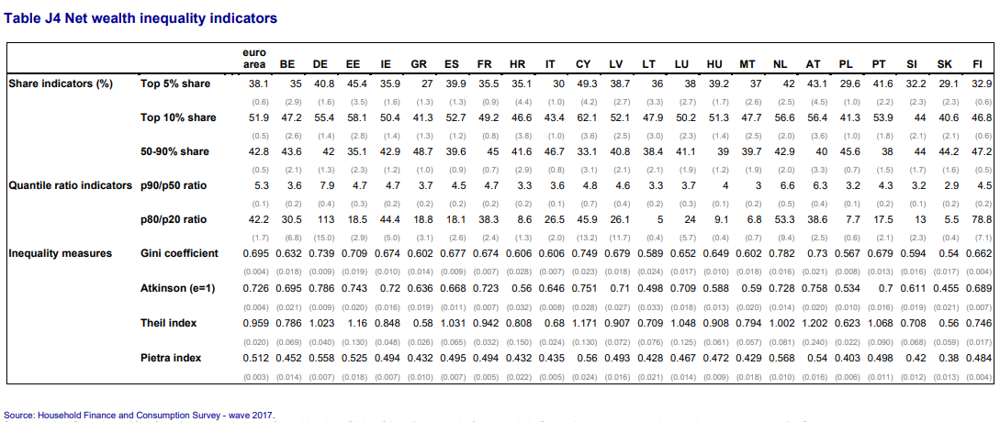 Table J4 Net wealth inequality indicators
euro
area BE DE EE IE GR ES FR HR IT CY LV LT LU HU MT NL AT PL PT SI SK FI
Share indicators (%) Top 5% share 38.1 35 40.8 45.4 35.9 27 39.9 35.5 35.1 30 49.3 38.7 36 38 39.2 37 42 43.1 29.6 41.6 32.2 29.1 32.9
(0.6) (2.9) (1.6) (3.5) (1.6) (1.3) (1.3) (0.9) (4.4) (1.0) (4.2) (2.7) (3.3) (2.7) (1.7) (2.6) (2.5) (4.5) (1.1) (2.2) (2.3) (2.3) (0.6)
Top 10% share 51.9 47.2 55.4 58.1 50.4 41.3 52.7 49.2 46.6 43.4 62.1 52.1 47.9 50.2 51.3 47.7 56.6 56.4 41.3 53.9 44 40.6 46.8
(0.5) (2.6) (1.4) (2.8) (1.4) (1.3) (1.2) (0.8) (3.8) (1.0) (3.6) (2.5) (3.0) (2.3) (1.4) (2.5) (2.0) (3.6) (1.0) (1.8) (2.1) (2.1) (0.6)
50-90% share 42.8 43.6 42 35.1 42.9 48.7 39.6 45 41.6 46.7 33.1 40.8 38.4 41.1 39 39.7 42.9 40 45.6 38 44 44.2 47.2
(0.5) (2.1) (1.3) (2.3) (1.2) (1.0) (0.9) (0.7) (2.9) (0.8) (3.1) (2.1) (2.1) (1.9) (1.2) (1.9) (2.0) (3.3) (0.7) (1.5) (1.7) (1.6) (0.5)
Quantile ratio indicators p90/p50 ratio 5.3 3.6 7.9 4.7 4.7 3.7 4.5 4.7 3.3 3.6 4.8 4.6 3.3 3.7 4 3 6.6 6.3 3.2 4.3 3.2 2.9 4.5
(0.1) (0.2) (0.4) (0.3) (0.2) (0.2) (0.2) (0.2) (0.2) (0.1) (0.7) (0.4) (0.2) (0.3) (0.1) (0.2) (0.5) (0.4) (0.1) (0.2) (0.1) (0.2) (0.2)
p80/p20 ratio 42.2 30.5 113 18.5 44.4 18.8 18.1 38.3 8.6 26.5 45.9 26.1 5 24 9.1 6.8 53.3 38.6 7.7 17.5 13 5.5 78.8
(1.7) (6.8) (15.0) (2.9) (5.0) (3.1) (2.6) (2.4) (1.3) (2.0) (13.2) (11.7) (0.4) (5.7) (0.4) (0.7) (9.4) (2.5) (0.6) (2.1) (2.3) (0.4) (7.1)
Inequality measures Gini coefficient 0.695 0.632 0.739 0.709 0.674 0.602 0.677 0.674 0.606 0.606 0.749 0.679 0.589 0.652 0.649 0.602 0.782 0.73 0.567 0.679 0.594 0.54 0.662
(0.004) (0.018) (0.009) (0.019) (0.010) (0.014) (0.009) (0.007) (0.028) (0.007) (0.023) (0.018) (0.024) (0.017) (0.010) (0.018) (0.016) (0.021) (0.008) (0.013) (0.016) (0.017) (0.004)
Atkinson (e=1) 0.726 0.695 0.786 0.743 0.72 0.636 0.668 0.723 0.56 0.646 0.751 0.71 0.498 0.709 0.588 0.59 0.728 0.758 0.534 0.7 0.611 0.455 0.689
(0.004) (0.021) (0.009) (0.020) (0.016) (0.019) (0.011) (0.007) (0.032) (0.008) (0.028) (0.027) (0.033) (0.018) (0.013) (0.020) (0.014) (0.020) (0.010) (0.016) (0.019) (0.021) (0.007)
Theil index 0.959 0.786 1.023 1.16 0.848 0.58 1.031 0.942 0.808 0.68 1.171 0.907 0.709 1.048 0.908 0.794 1.002 1.202 0.623 1.068 0.708 0.56 0.746
(0.020) (0.069) (0.040) (0.130) (0.048) (0.026) (0.065) (0.032) (0.150) (0.024) (0.130) (0.072) (0.076) (0.125) (0.061) (0.057) (0.081) (0.240) (0.022) (0.090) (0.068) (0.059) (0.017)
Pietra index 0.512 0.452 0.558 0.525 0.494 0.432 0.495 0.494 0.432 0.435 0.56 0.493 0.428 0.467 0.472 0.429 0.568 0.54 0.403 0.498 0.42 0.38 0.484
(0.003) (0.014) (0.007) (0.018) (0.007) (0.010) (0.007) (0.005) (0.022) (0.005) (0.024) (0.016) (0.021) (0.014) (0.009) (0.018) (0.010) (0.016) (0.006) (0.011) (0.012) (0.013) (0.004)
Source: Household Finance and Consumption Survey - wave 2017.